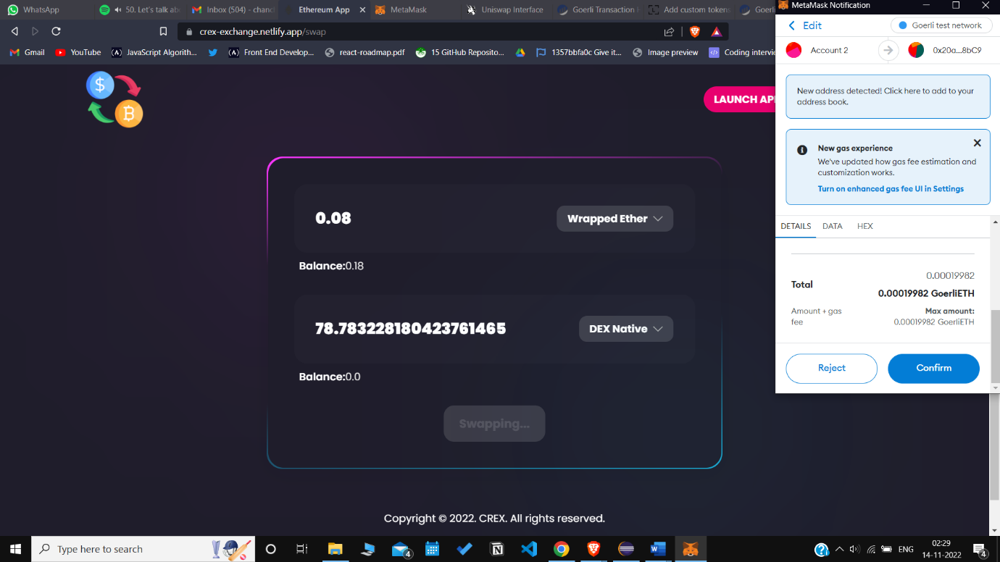 WhatsApp
50. Let's talk ab
Inbox (504) - chanc
Ethereum App
MetaMask
Uniswap Interface
Goerli Transaction H
Add custom tokens
Goerl
crex-exchange.netlify.app/swap
Gmail
YouTube
JavaScript Algorith...
Front End Develop...
react-roadmap.pdf
15 GitHub Reposito...
1357bbfa0c Give it...
Image preview
Coding intervie
LAUNCH APP
0.08
Wrapped Ether
Balance:0.18
78.783228180423761465
DEX Native
Balance:0.0
Swapping...
Copyright © 2022. CREX. All rights reserved.
MetaMask Notification
Edit
Goerli test network
Account 2
0x20a...8bC9
New address detected! Click here to add to your
address book.
New gas experience
We've updated how gas fee estimation and
customization works.
Turn on enhanced gas fee UI in Settings
DETAILS
DATA
HEX
0.00019982
Total
0.00019982 GoerliETH
Amount + gas
fee
Max amount:
0.00019982 GoerliETH
Reject
Confirm
Type here to search
4
ENG
02:29
14-11-2022
4